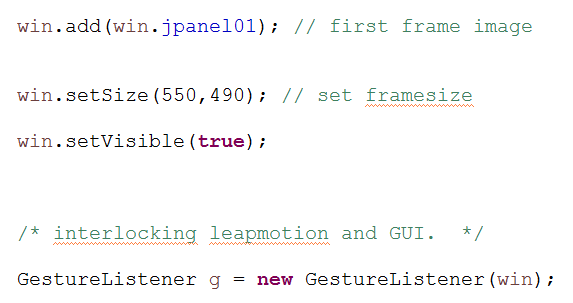 win.add(win.jpanel01); // first frame image
win.setSize(550,490); // set framesize
win.setVisible(true);
/* interlocking leapmotion and GUI.  */
GestureListener g = new GestureListener(win);